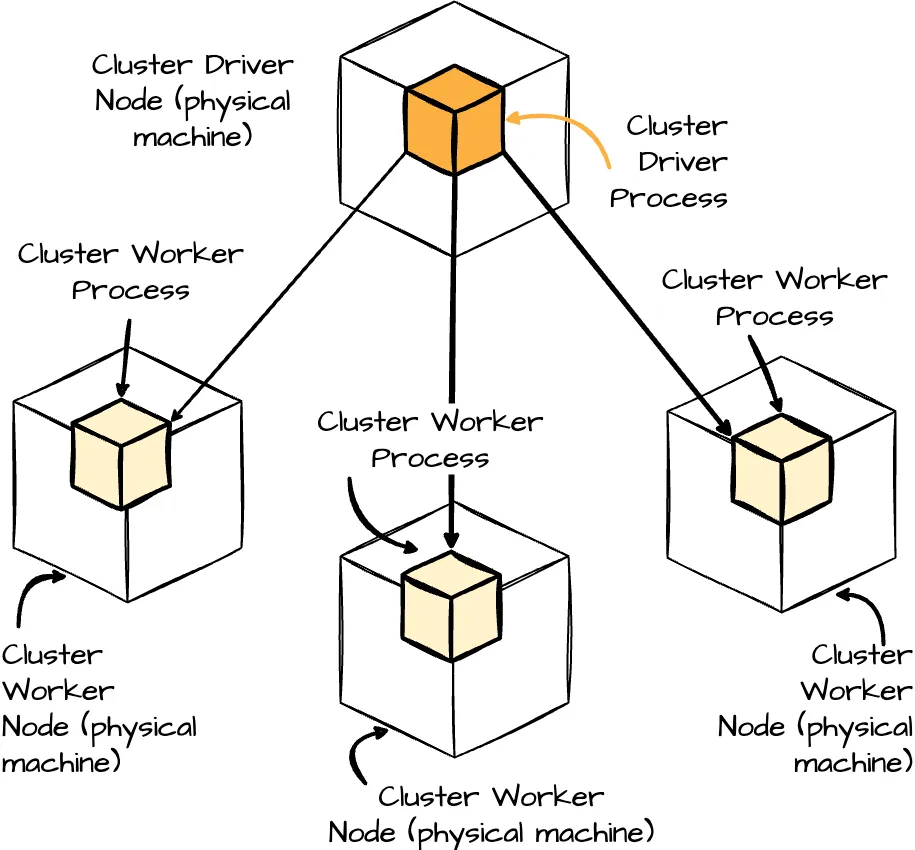 Cluster Driver
Node (physical
machine)
Cluster
Driver
Process
Cluster Worker
Process
Cluster Worker
Process
Cluster Worker
Process
Cluster
Worker
Node (physical
machine)
Cluster
Worker
Node (physical
machine)
Cluster Worker
Node (physical machine)